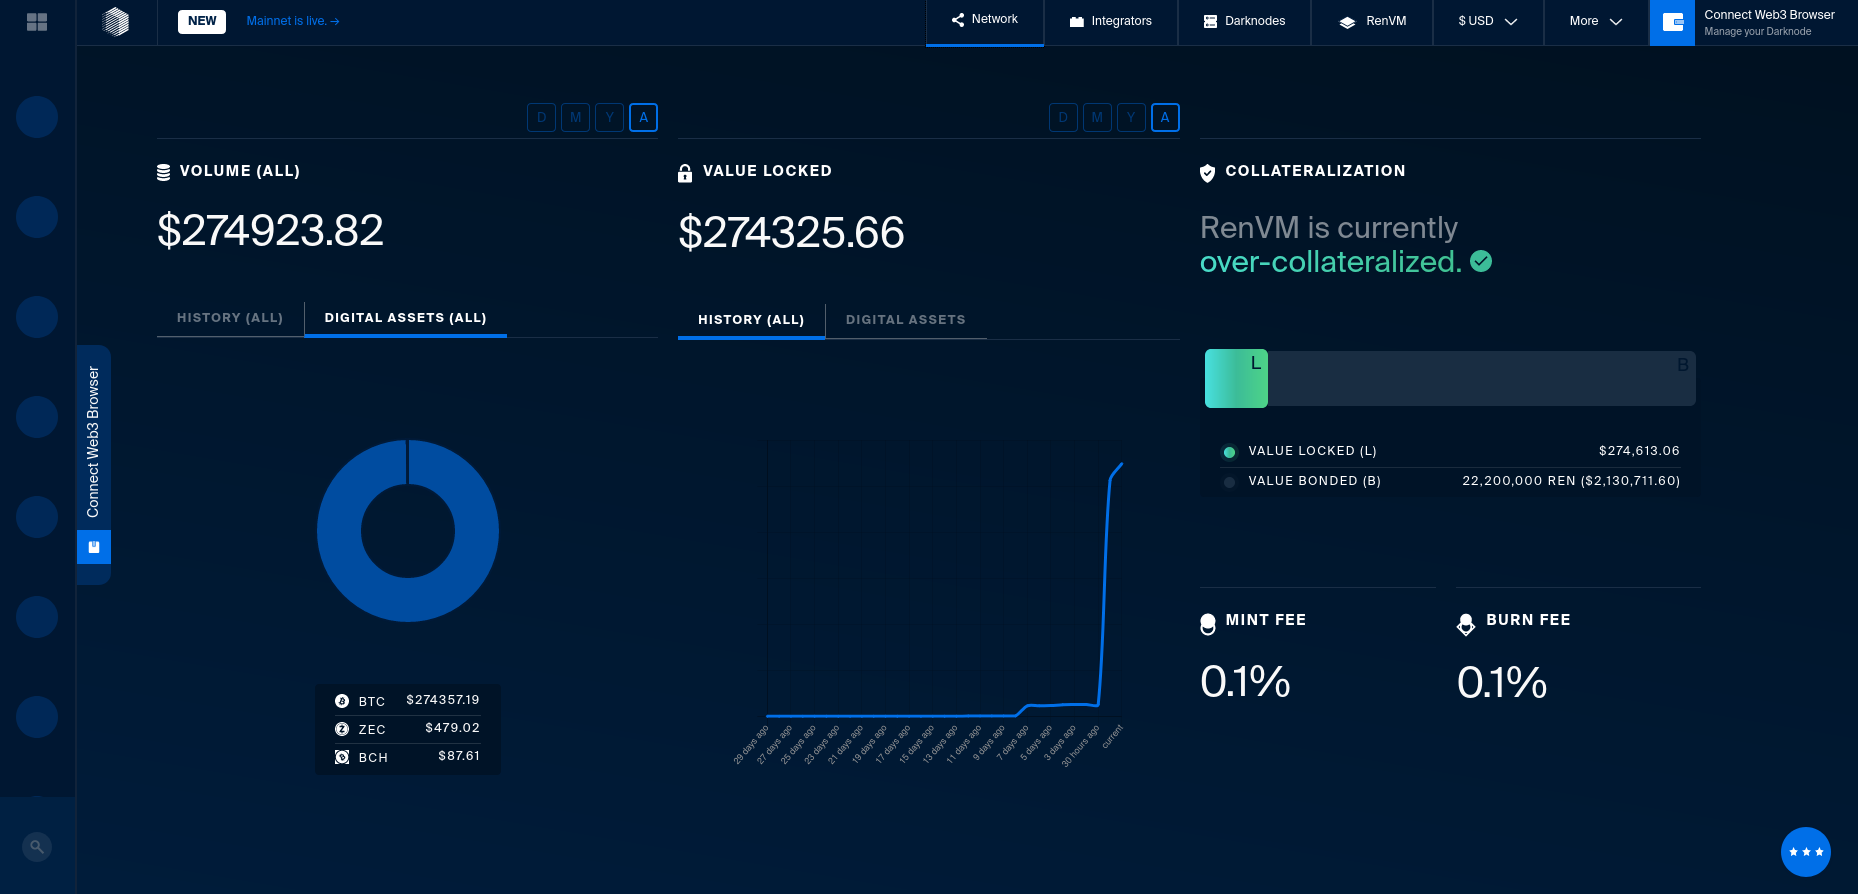 NEW
Mainnet is live. →
Network
Integrators
Darknodes
RenVM
$ USD
More
Connect Web3 Browser
Manage your Darknode
D M Y A
D M Y A
VOLUME (ALL)
$274923.82
HISTORY (ALL)
DIGITAL ASSETS (ALL)
BTC $274357.19
ZEC $479.02
BCH $87.61
VALUE LOCKED
$274325.66
HISTORY (ALL)
DIGITAL ASSETS
29 days ago
27 days ago
25 days ago
23 days ago
21 days ago
19 days ago
17 days ago
15 days ago
13 days ago
11 days ago
9 days ago
7 days ago
5 days ago
3 days ago
30 hours ago
current
COLLATERALIZATION
RenVM is currently
over-collateralized.
L
B
VALUE LOCKED (L) $274,613.06
VALUE BONDED (B) 22,200,000 REN ($2,130,711.60)
MINT FEE
0.1%
BURN FEE
0.1%
Connect Web3 Browser